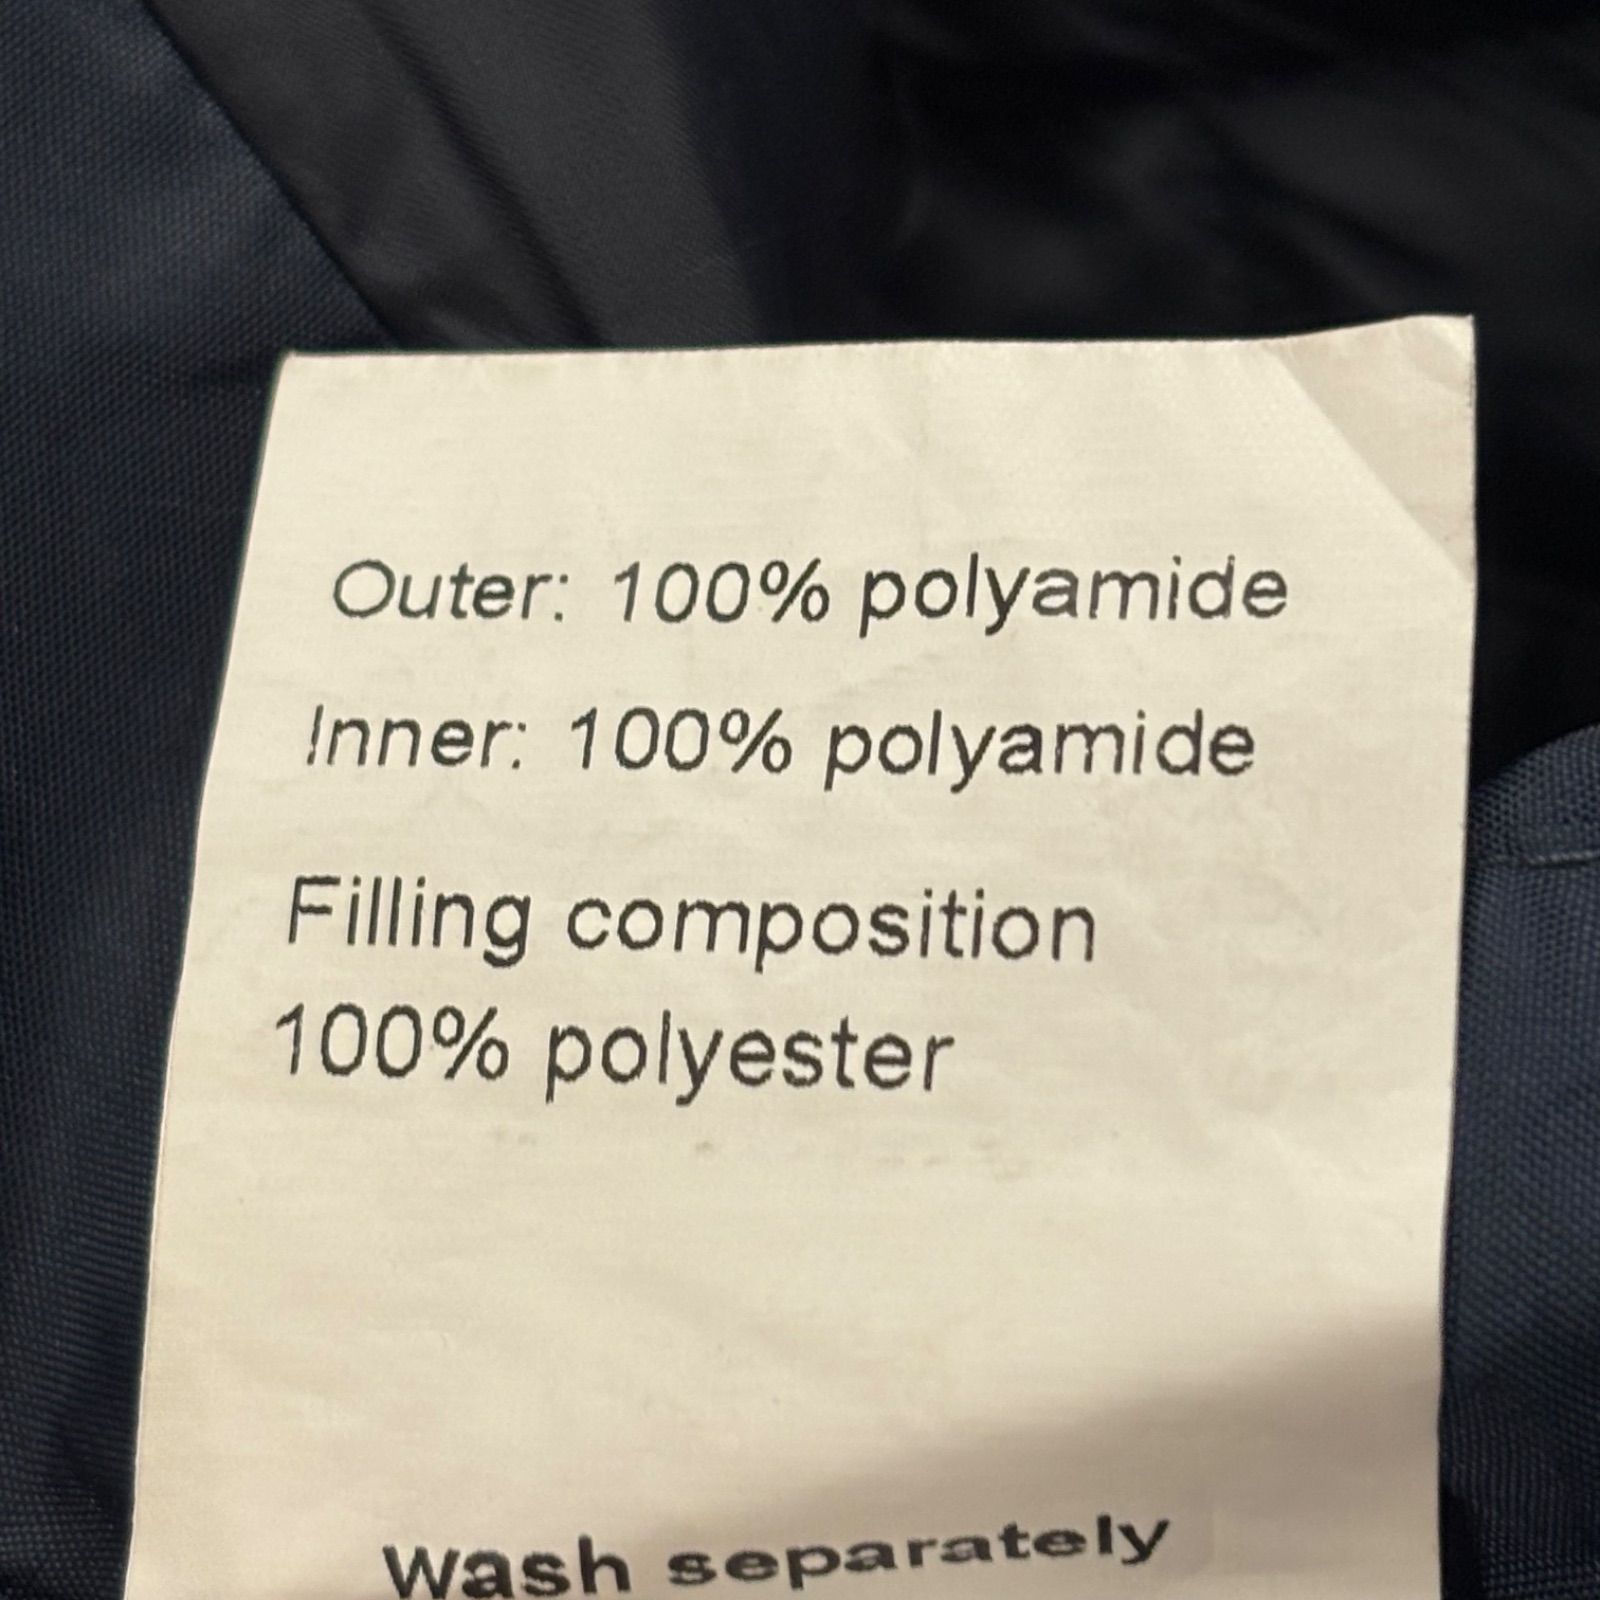 Outer: 100% polyamide
Inner: 100% polyamide
Filling composition
100% polyester
Wash separately